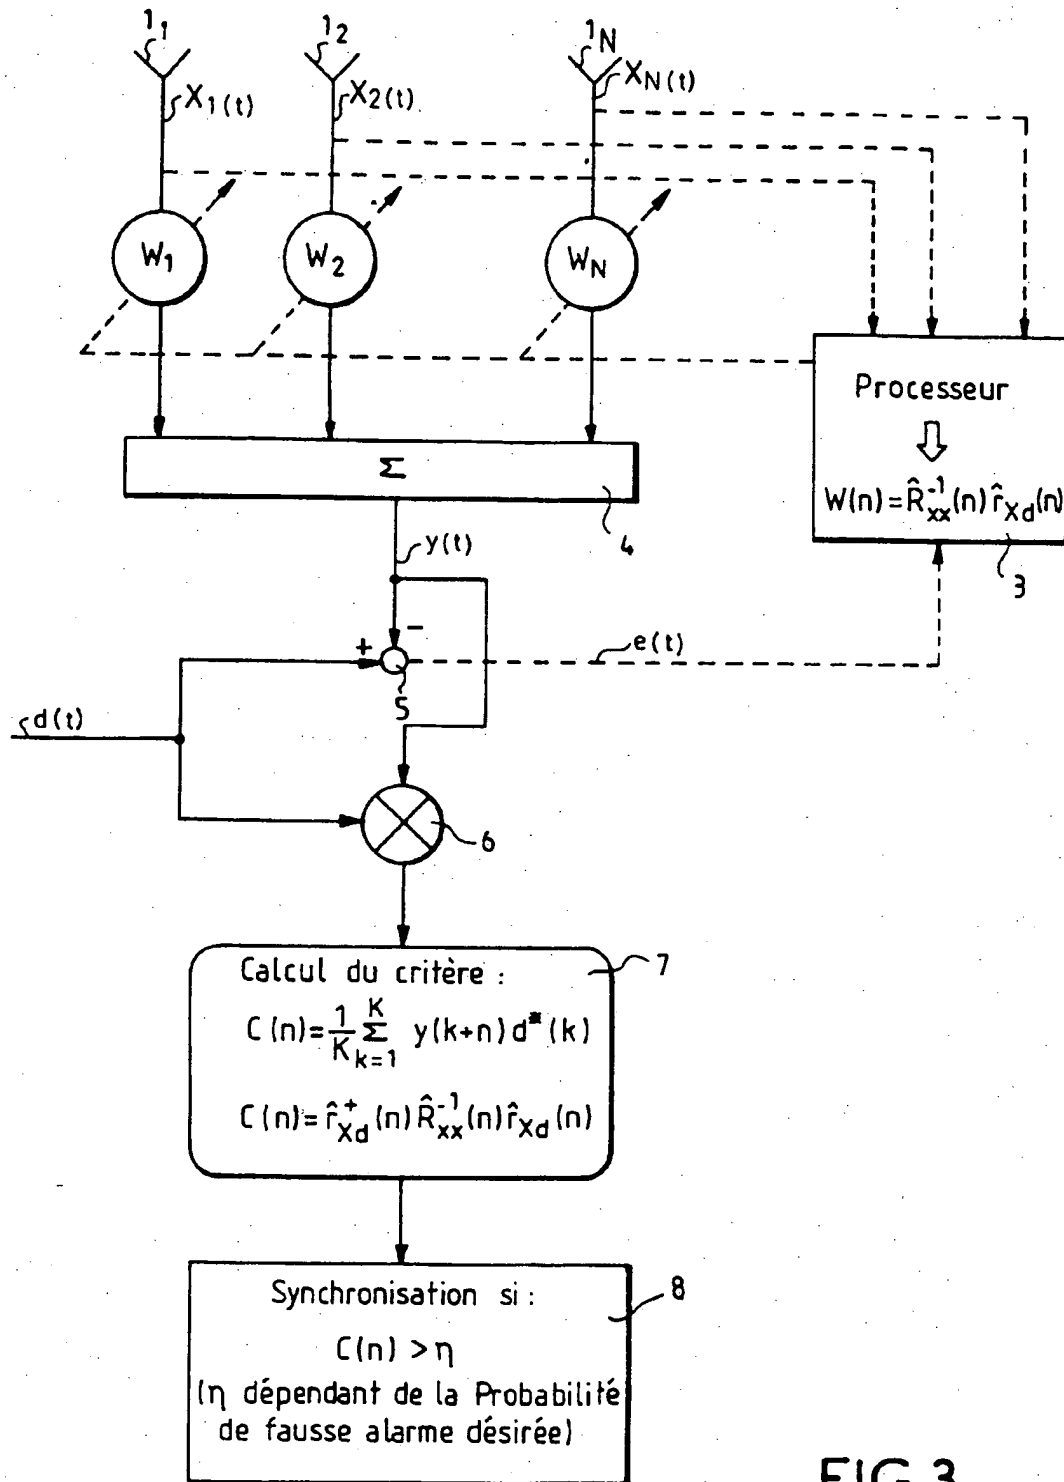 1₁ 1₂ 1N
X₁(t) X₂(t) XN(t)
W₁ W₂ WN
Processeur
⇩
W(n)=R̂xx⁻¹(n) r̂Xd(n)
3
Σ
4
y(t)
−
+
e(t)
5
d(t)
6
7
Calcul du critère :
C(n)=1/K Σ(k=1..K) y(k+n) d*(k)
C(n)=r̂Xd⁺(n) R̂xx⁻¹(n) r̂Xd(n)
8
Synchronisation si :
C(n) > η
(η dépendant de la Probabilité
de fausse alarme désirée)
FIG.3